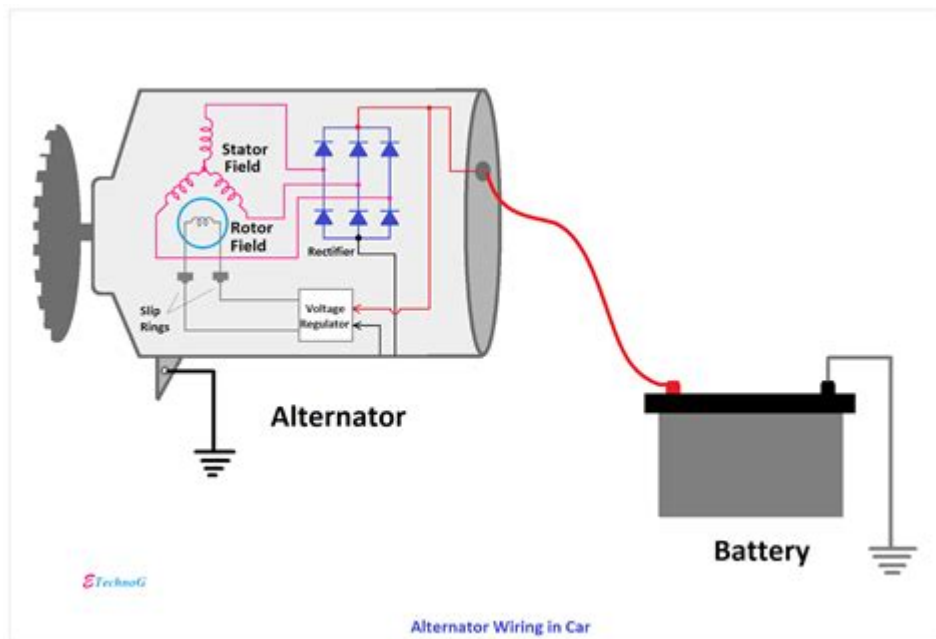 Stator
Field
Rotor
Field
Rectifier
Slip
Rings
Voltage
Regulator
Alternator
Battery
ETechnoG
Alternator Wiring in Car